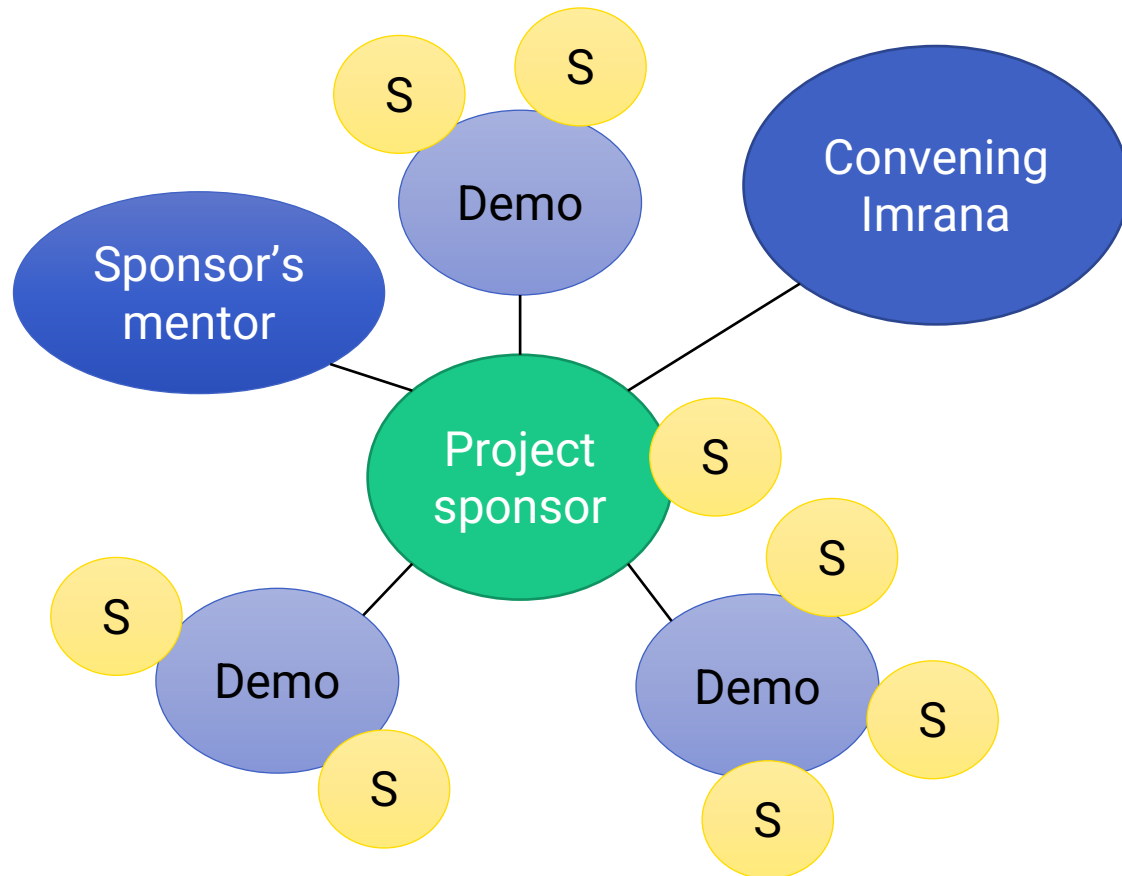 S
S
Demo
Convening
Imrana
Sponsor’s
mentor
Project
sponsor
S
S
S
Demo
S
Demo
S
S